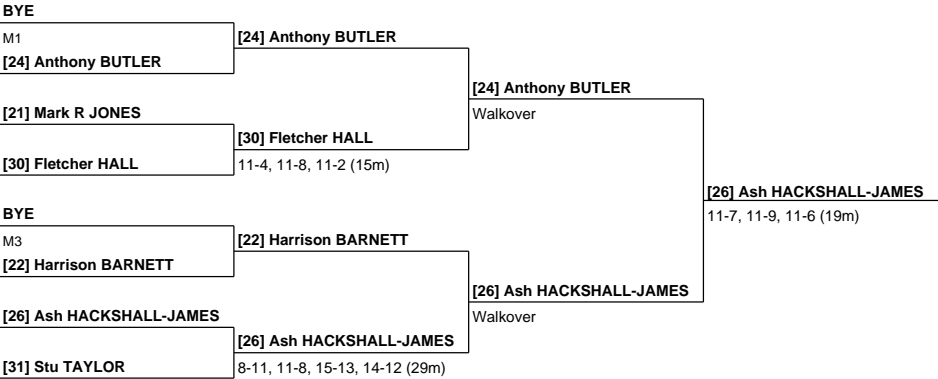 BYE
M1
[24] Anthony BUTLER
[21] Mark R JONES
[30] Fletcher HALL
BYE
M3
[22] Harrison BARNETT
[26] Ash HACKSHALL-JAMES
[31] Stu TAYLOR
[24] Anthony BUTLER
[30] Fletcher HALL
11-4, 11-8, 11-2 (15m)
[22] Harrison BARNETT
[26] Ash HACKSHALL-JAMES
8-11, 11-8, 15-13, 14-12 (29m)
[24] Anthony BUTLER
Walkover
[26] Ash HACKSHALL-JAMES
Walkover
[26] Ash HACKSHALL-JAMES
11-7, 11-9, 11-6 (19m)